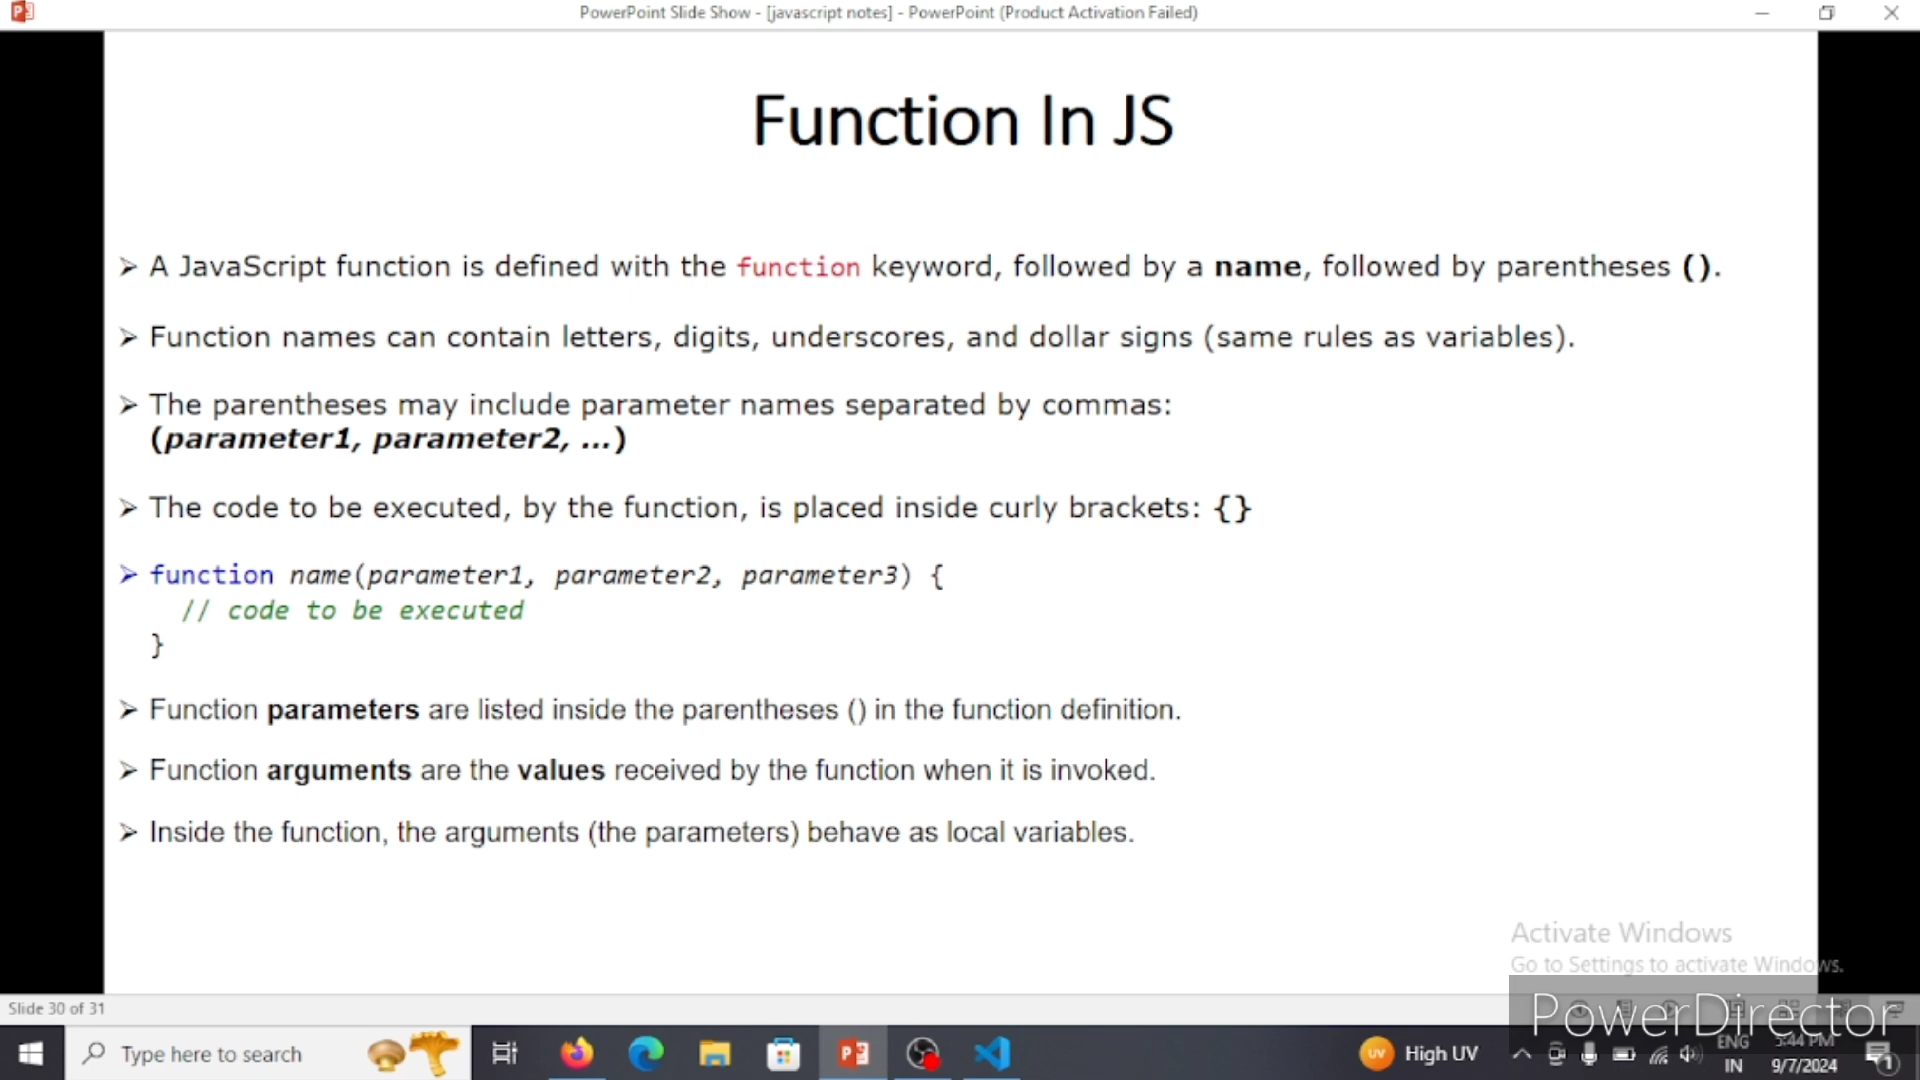 PowerPoint Slide Show - [javascript notes] - PowerPoint (Product Activation Failed)
Function In JS
➢ A JavaScript function is defined with the function keyword, followed by a name, followed by parentheses ().
➢ Function names can contain letters, digits, underscores, and dollar signs (same rules as variables).
➢ The parentheses may include parameter names separated by commas:
(parameter1, parameter2, ...)
➢ The code to be executed, by the function, is placed inside curly brackets: {}
➢ function name(parameter1, parameter2, parameter3) {
// code to be executed
}
➢ Function parameters are listed inside the parentheses () in the function definition.
➢ Function arguments are the values received by the function when it is invoked.
➢ Inside the function, the arguments (the parameters) behave as local variables.
Activate Windows
Go to Settings to activate Windows.
Slide 30 of 31
PowerDirector
Type here to search
UV High UV
ENG
IN
5:44 PM
9/7/2024
1